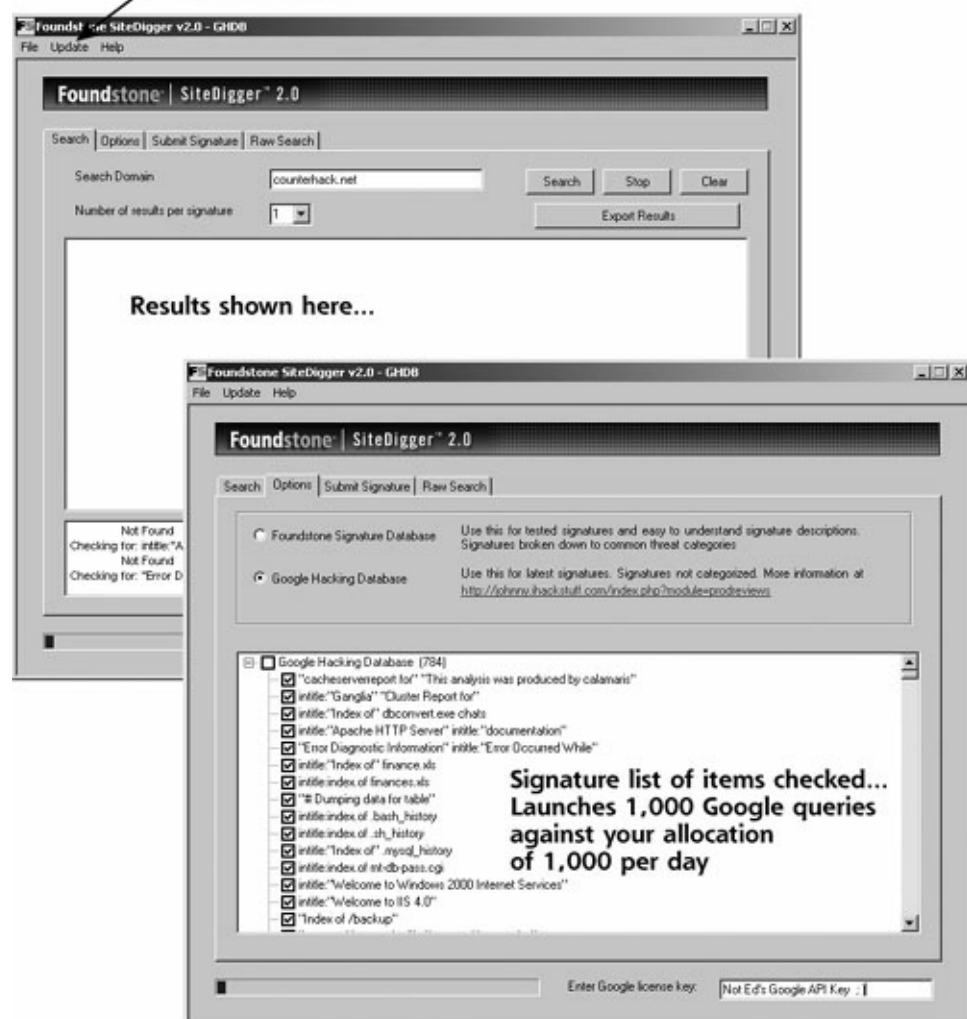 Foundstone SiteDigger v2.0 - GHDB
File Update Help
Foundstone | SiteDigger™ 2.0
Search Options Submit Signature Raw Search
Search Domain counterhack.net Search Stop Clear
Number of results per signature 1 Export Results
Results shown here...
Not Found
Checking for: intitle:"A
Not Found
Checking for: "Error D
Foundstone SiteDigger v2.0 - GHDB
File Update Help
Foundstone | SiteDigger™ 2.0
Search Options Submit Signature Raw Search
Foundstone Signature Database Use this for tested signatures and easy to understand signature descriptions.
Signatures broken down to common threat categories
Google Hacking Database Use this for latest signatures. Signatures not categorized. More information at
http://johnny.ihackstuff.com/index.php?module=prodreviews
Google Hacking Database (784)
"cacheserverreport for" "This analysis was produced by calamaris"
intitle:"Ganglia" "Cluster Report for"
intitle:"Index of" dbconvert.exe chats
intitle:"Apache HTTP Server" intitle:"documentation"
"Error Diagnostic Information" intitle:"Error Occurred While"
intitle:"Index of" finance.xls
intitle:index.of finances.xls
"# Dumping data for table"
intitle:index.of .bash_history
intitle:index.of .sh_history
intitle:"Index of" .mysql_history
intitle:index.of mt-db-pass.cgi
intitle:"Welcome to Windows 2000 Internet Services"
intitle:"Welcome to IIS 4.0"
"Index of /backup"
Signature list of items checked...
Launches 1,000 Google queries
against your allocation
of 1,000 per day
Enter Google license key: Not Ed's Google API Key :)